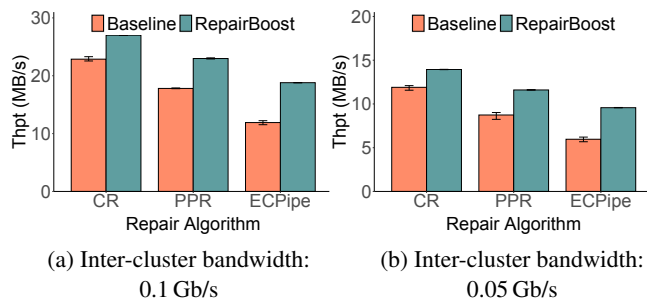 Baseline RepairBoost
30
20
10
0
Thpt (MB/s)
CR PPR ECPipe
Repair Algorithm
(a) Inter-cluster bandwidth:
0.1 Gb/s
Baseline RepairBoost
20
15
10
5
0
Thpt (MB/s)
CR PPR ECPipe
Repair Algorithm
(b) Inter-cluster bandwidth:
0.05 Gb/s